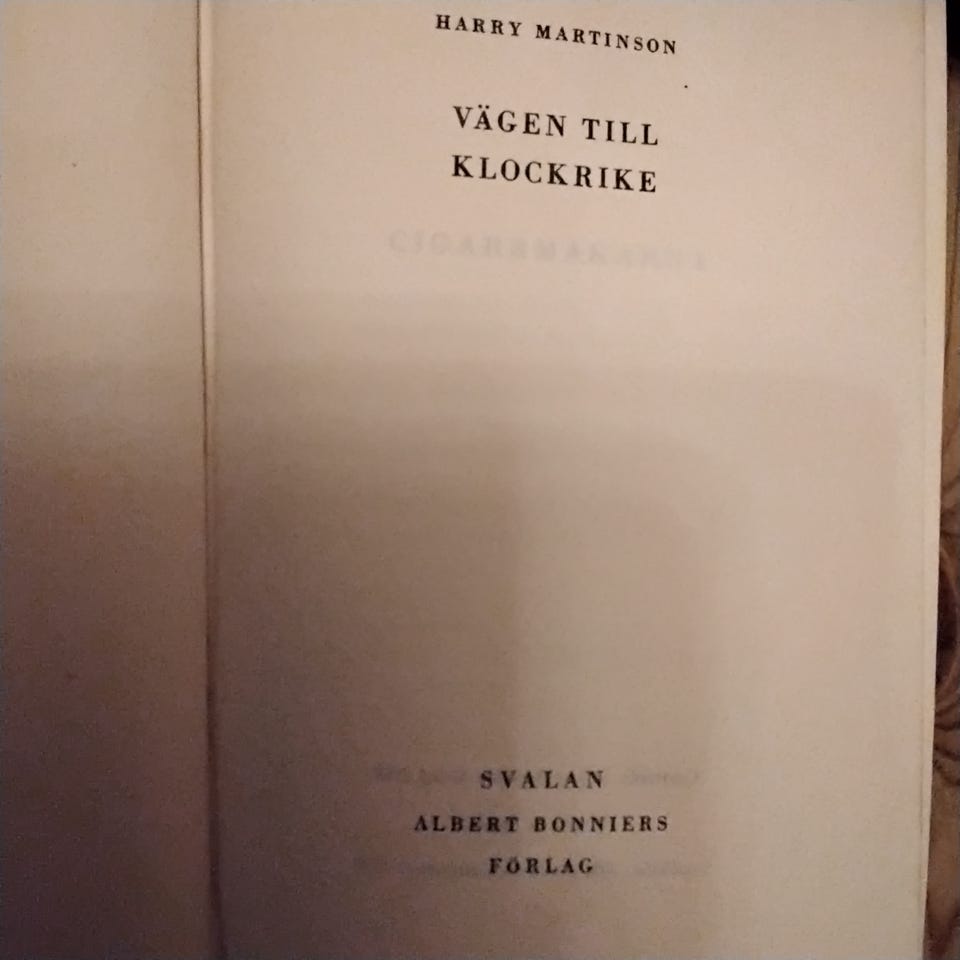 HARRY MARTINSON
VÄGEN TILL
KLOCKRIKE
SVALAN
ALBERT BONNIERS
FÖRLAG